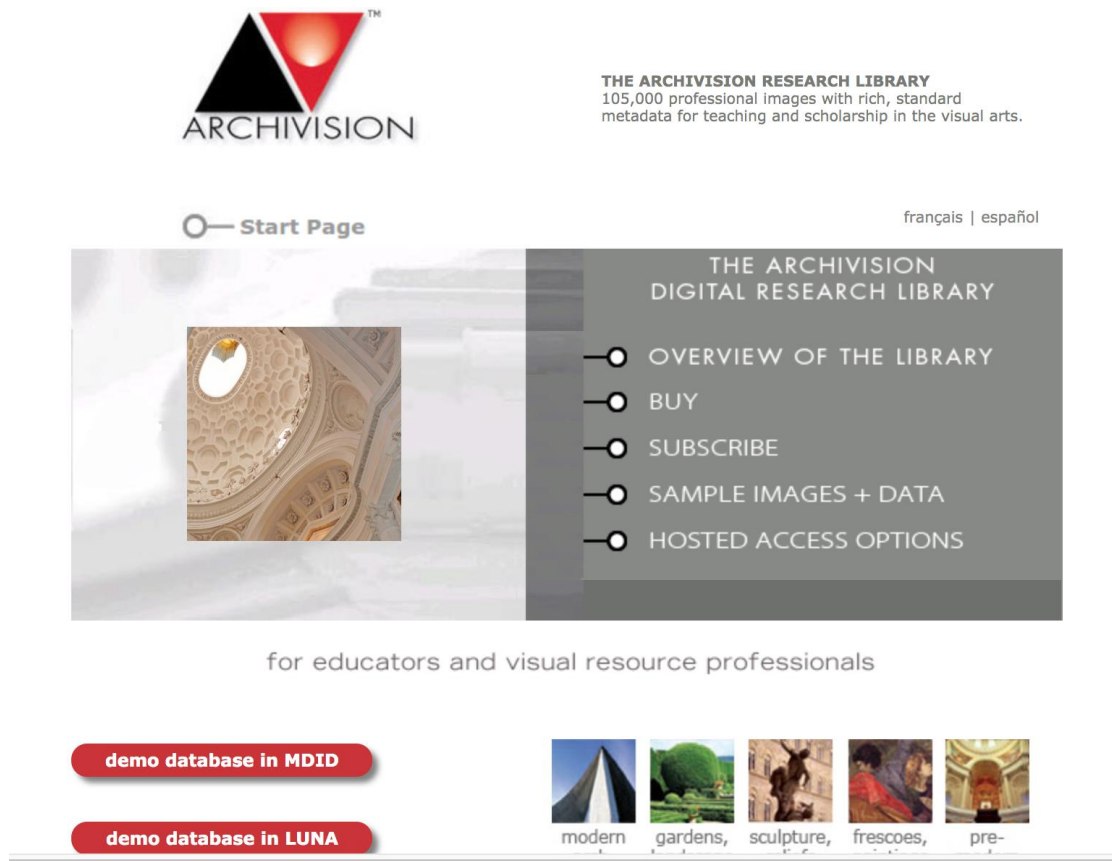 TM
ARCHIVISION
THE ARCHIVISION RESEARCH LIBRARY
105,000 professional images with rich, standard
metadata for teaching and scholarship in the visual arts.
Start Page
français | español
THE ARCHIVISION
DIGITAL RESEARCH LIBRARY
OVERVIEW OF THE LIBRARY
BUY
SUBSCRIBE
SAMPLE IMAGES + DATA
HOSTED ACCESS OPTIONS
for educators and visual resource professionals
demo database in MDID
demo database in LUNA
modern
gardens,
sculpture,
frescoes,
pre-